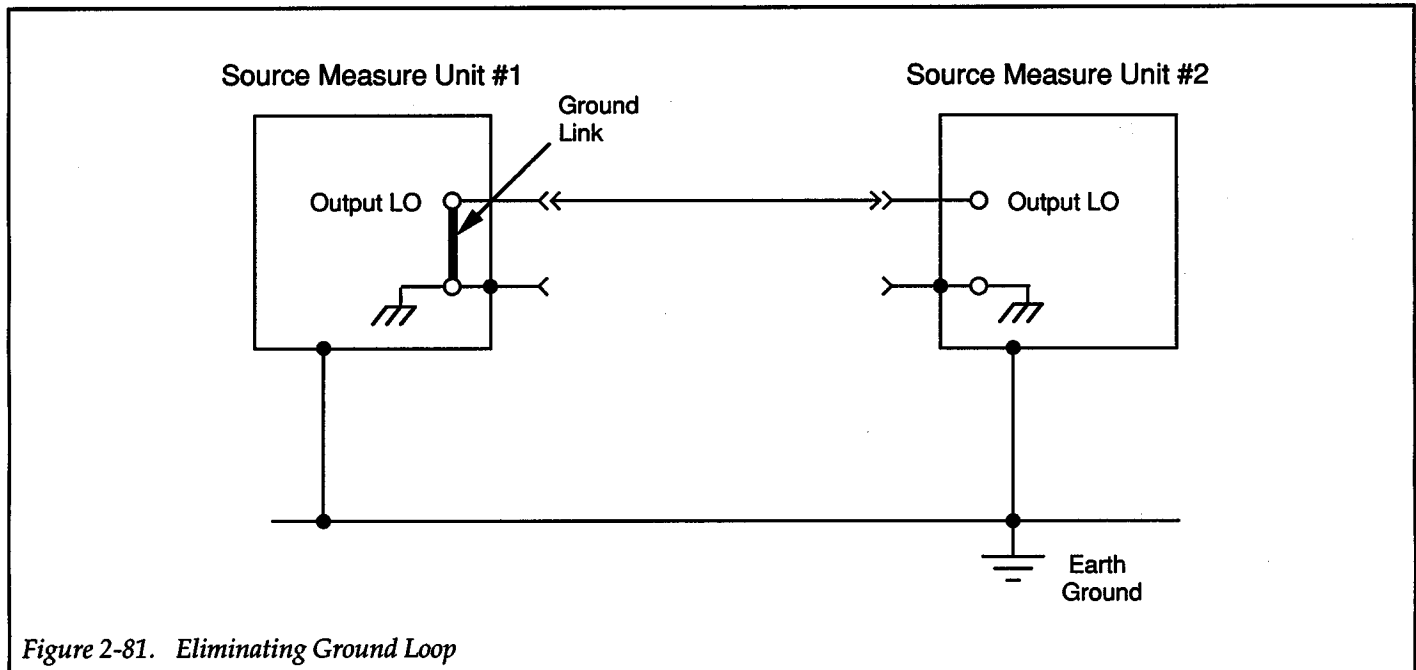 Source Measure Unit #1
Source Measure Unit #2
Ground
Link
Output LO
Output LO
Earth
Ground
Figure 2-81. Eliminating Ground Loop